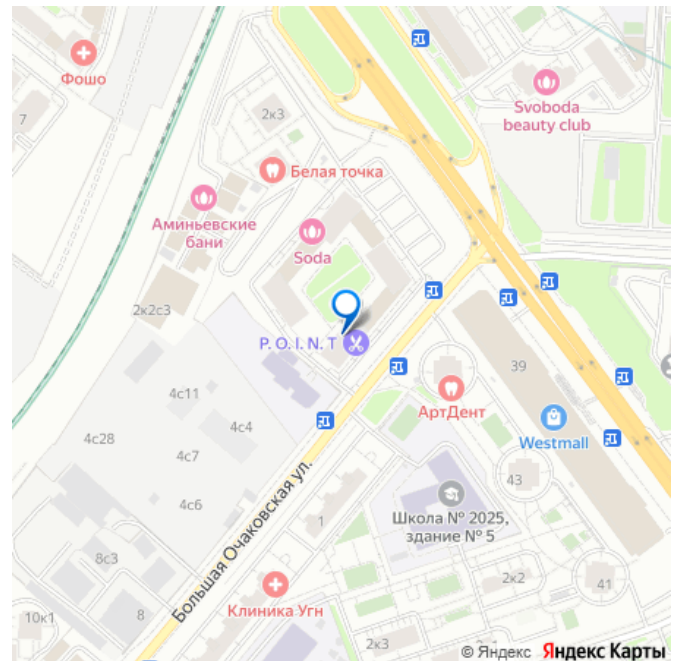 Фошо
7
2к3
Svoboda
beauty club
Белая точка
Аминьевские
бани
Soda
2к2с3
P. O. I. N. T
39
АртДент
Westmall
4с11
4с4
4с28
4с7
4с6
43
Школа № 2025,
здание № 5
1
8с3
Большая Очаковская ул.
2к2
41
Клиника Угн
10к1
8
2к3
© Яндекс Яндекс Карты